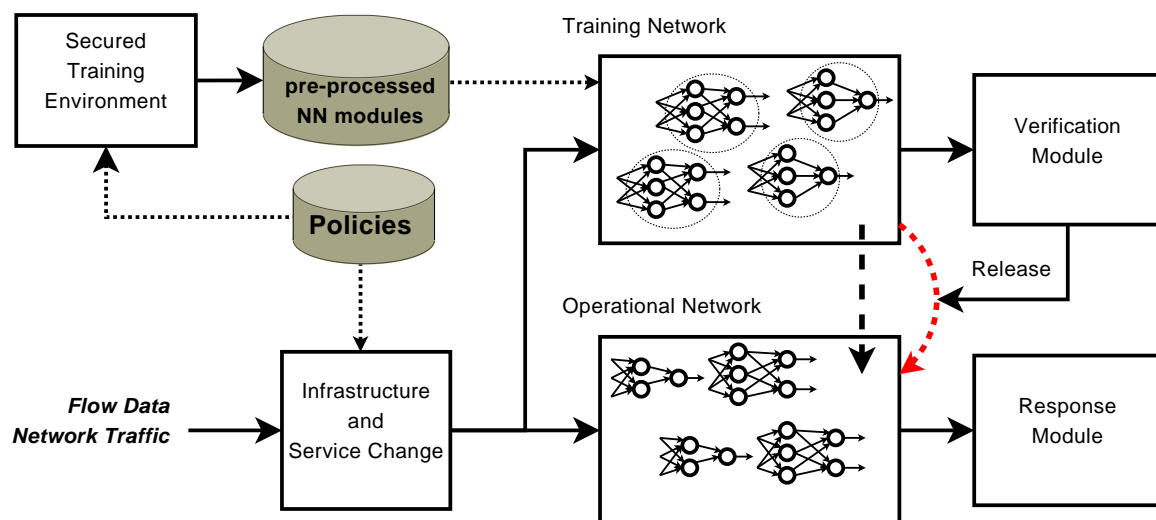 Secured
Training
Environment
pre-processed
NN modules
Training Network
Verification
Module
Policies
Release
Operational Network
Flow Data
Network Traffic
Infrastructure
and
Service Change
Response
Module